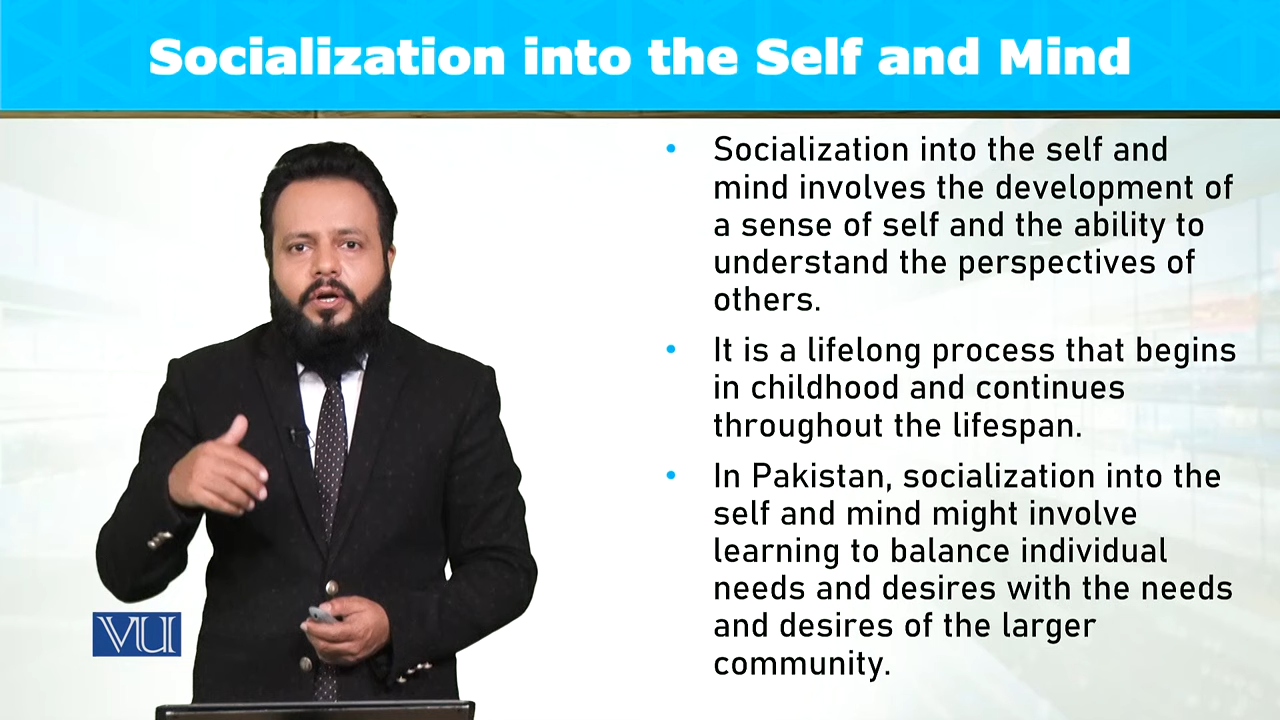 Socialization into the Self and Mind
• Socialization into the self and
mind involves the development of
a sense of self and the ability to
understand the perspectives of
others.
• It is a lifelong process that begins
in childhood and continues
throughout the lifespan.
• In Pakistan, socialization into the
self and mind might involve
learning to balance individual
needs and desires with the needs
and desires of the larger
community.
VU